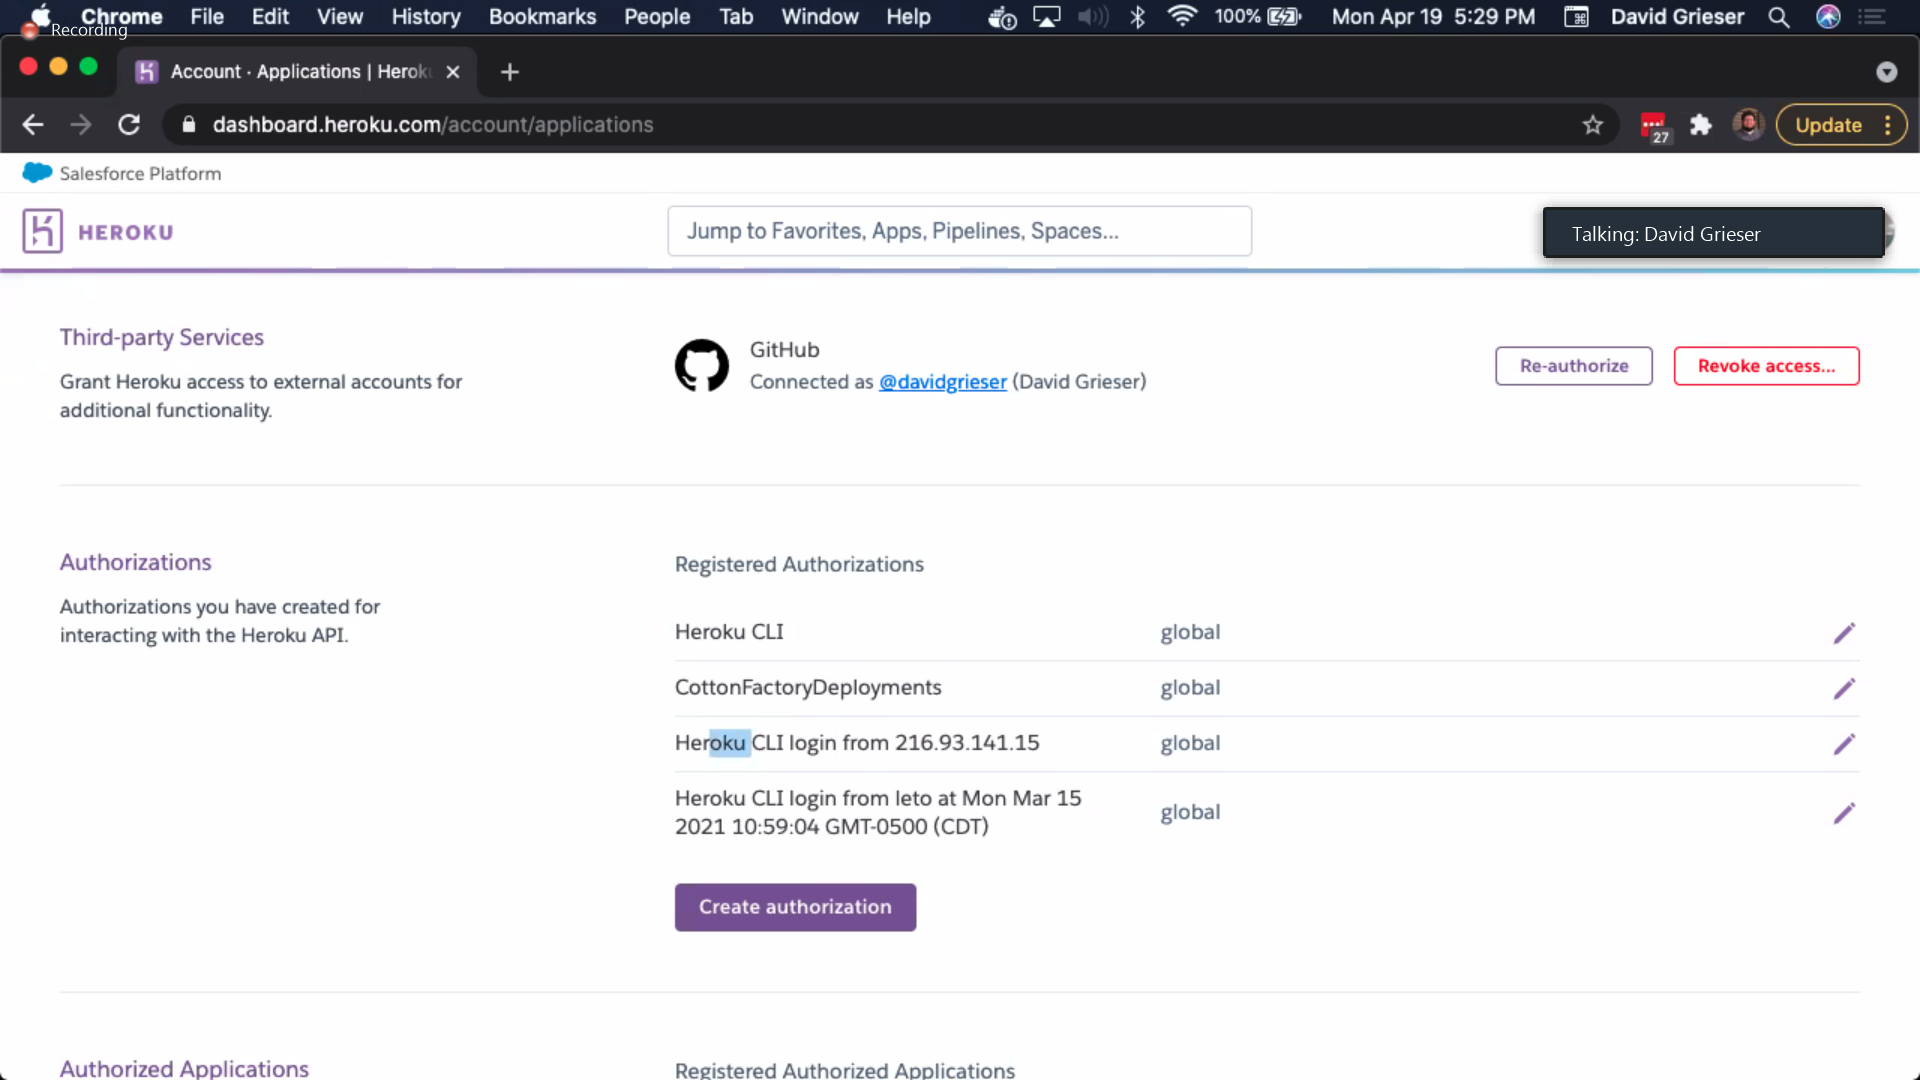 Chrome File Edit View History Bookmarks People Tab Window Help 100% Mon Apr 19 5:29 PM David Grieser
Recording
Account · Applications | Heroku
dashboard.heroku.com/account/applications
27
Update
Salesforce Platform
HEROKU
Jump to Favorites, Apps, Pipelines, Spaces...
Talking: David Grieser
Third-party Services
Grant Heroku access to external accounts for
additional functionality.
GitHub
Connected as @davidgrieser (David Grieser)
Re-authorize
Revoke access...
Authorizations
Authorizations you have created for
interacting with the Heroku API.
Registered Authorizations
Heroku CLI global
CottonFactoryDeployments global
Heroku CLI login from 216.93.141.15 global
Heroku CLI login from leto at Mon Mar 15
2021 10:59:04 GMT-0500 (CDT)
global
Create authorization
Authorized Applications
Registered Authorized Applications